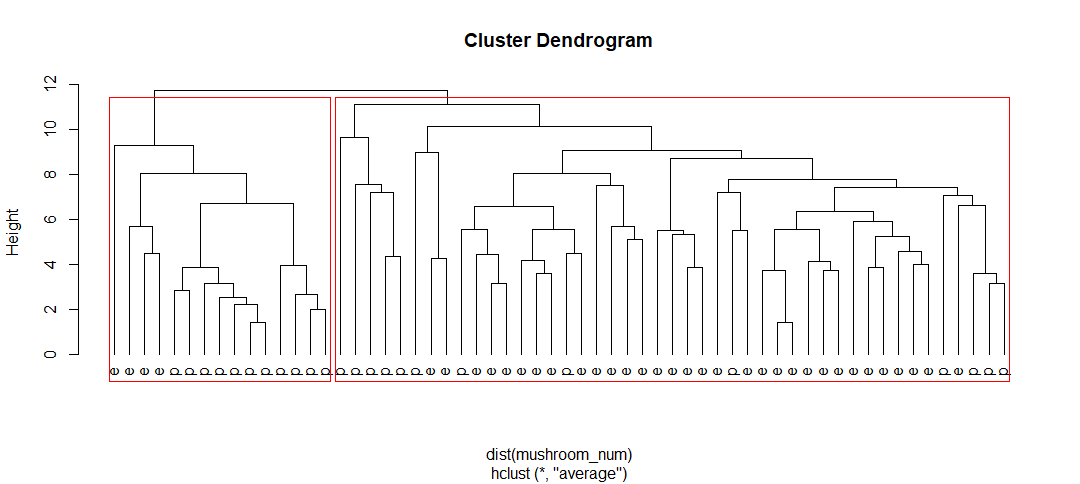 Cluster Dendrogram
12
10
8
6
4
2
0
Height
e e e e p p p p p p p p p p p p p p p p p e e p e e e e e e p e e e e e e e e e e p e e e e e e e e e e e e e p e p p p
dist(mushroom_num)
hclust (*, "average")